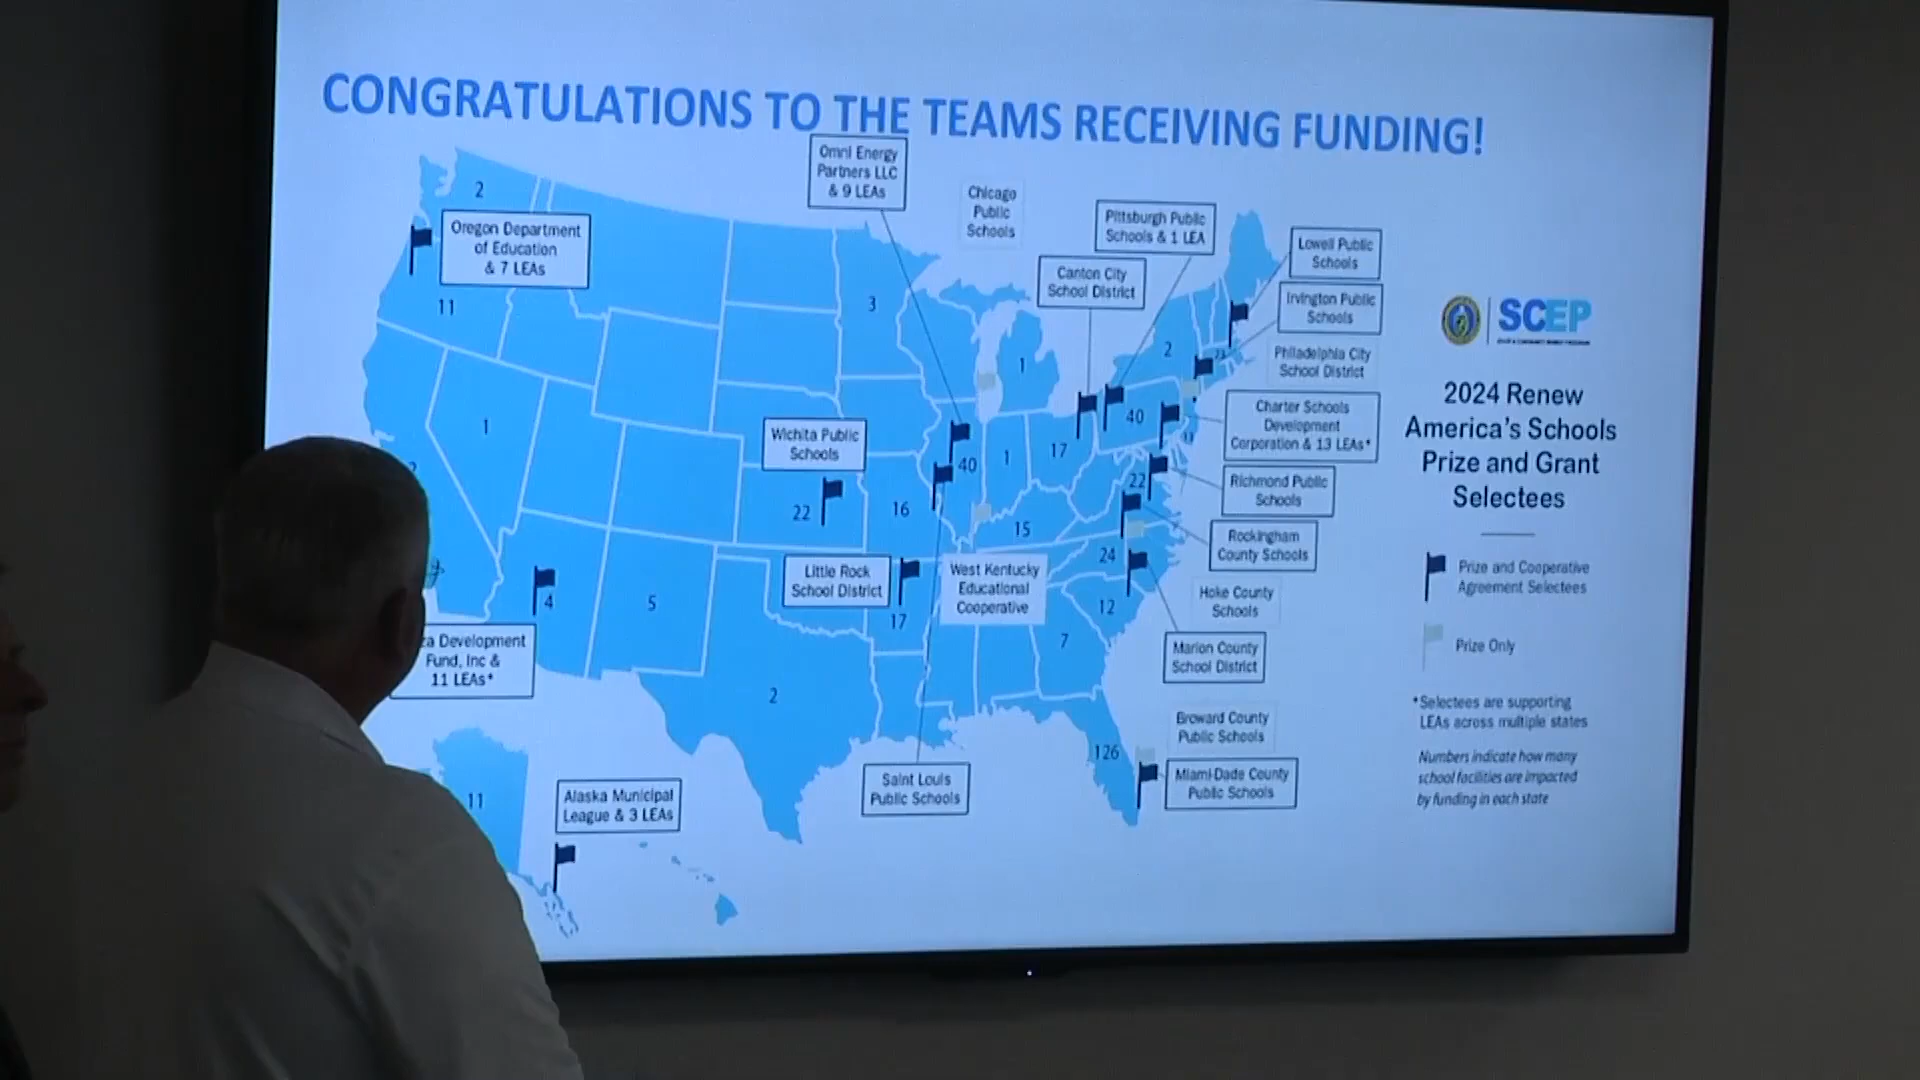 CONGRATULATIONS TO THE TEAMS RECEIVING FUNDING!
Omni Energy
Partners LLC
& 9 LEAs
Chicago
Public
Schools
Pittsburgh Public
Schools & 1 LEA
Canton City
School District
Lowell Public
Schools
Irvington Public
Schools
Philadelphia City
School District
Charter Schools
Development
Corporation & 13 LEAs*
Richmond Public
Schools
Rockingham
County Schools
Hoke County
Schools
Marion County
School District
Broward County
Public Schools
Miami-Dade County
Public Schools
Oregon Department
of Education
& 7 LEAs
Wichita Public
Schools
Little Rock
School District
West Kentucky
Educational
Cooperative
Saint Louis
Public Schools
Development
Fund, Inc &
11 LEAs*
Alaska Municipal
League & 3 LEAs
2
11
3
1
2
1
40
17
1
40
22
16
22
15
24
12
4
5
17
7
2
126
11
SCEP
2024 Renew
America's Schools
Prize and Grant
Selectees
Prize and Cooperative
Agreement Selectees
Prize Only
*Selectees are supporting
LEAs across multiple states
Numbers indicate how many
school facilities are impacted
by funding in each state